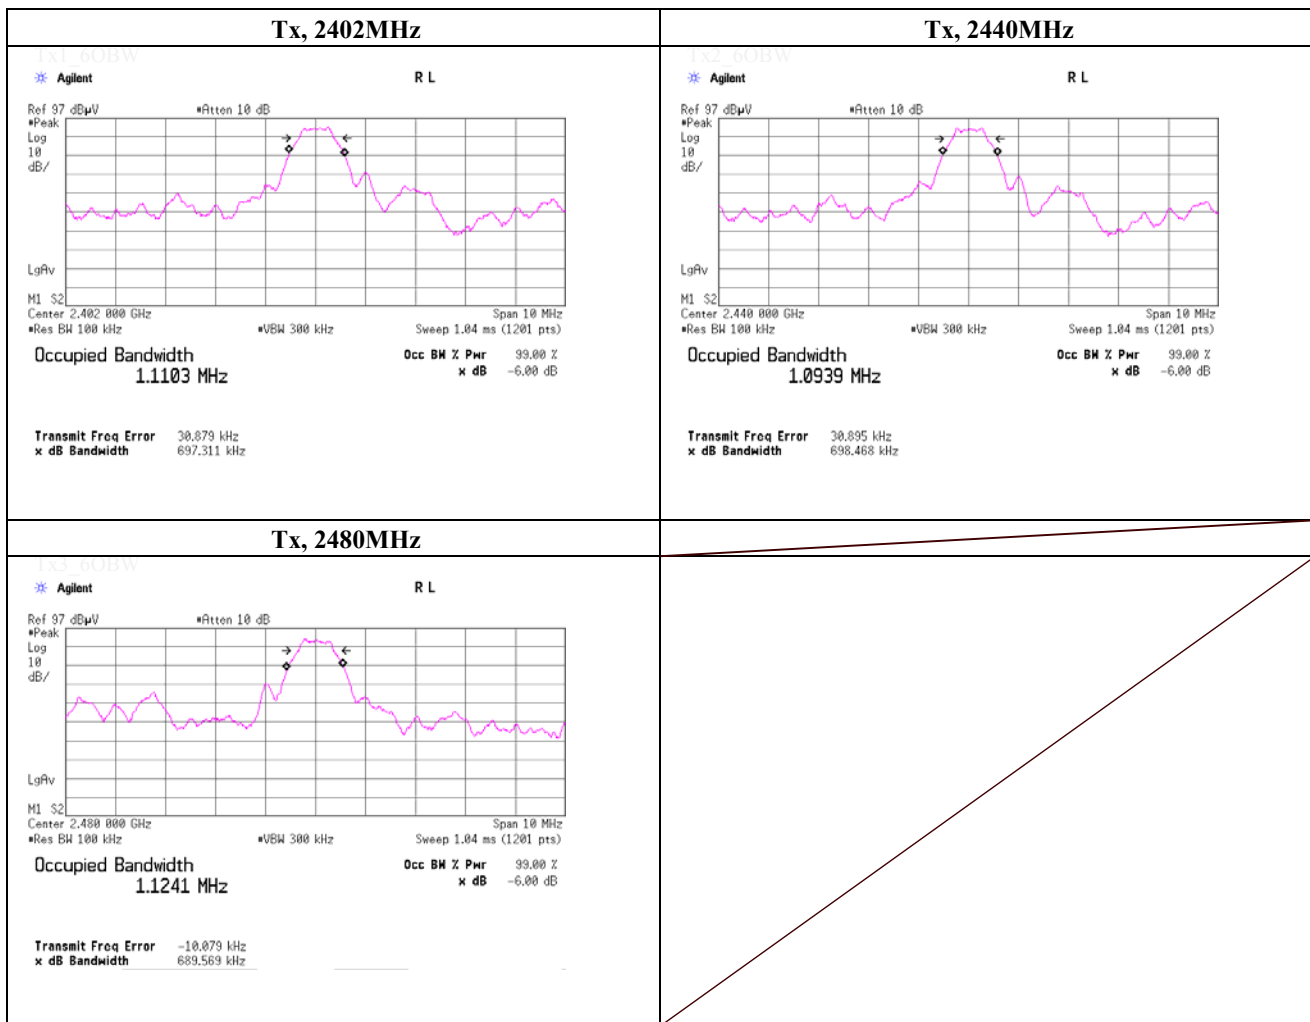 Tx, 2402MHz
Tx1_6OBW
Agilent
R L
Ref 97 dBµV
#Atten 10 dB
#Peak
Log
10
dB/
LgAv
M1 S2
Center 2.402 000 GHz
Span 10 MHz
#Res BW 100 kHz
#VBW 300 kHz
Sweep 1.04 ms (1201 pts)
Occupied Bandwidth
1.1103 MHz
Occ BW % Pwr 99.00 %
x dB -6.00 dB
Transmit Freq Error 30.879 kHz
x dB Bandwidth 697.311 kHz
Tx, 2440MHz
Tx2_6OBW
Agilent
R L
Ref 97 dBµV
#Atten 10 dB
#Peak
Log
10
dB/
LgAv
M1 S2
Center 2.440 000 GHz
Span 10 MHz
#Res BW 100 kHz
#VBW 300 kHz
Sweep 1.04 ms (1201 pts)
Occupied Bandwidth
1.0939 MHz
Occ BW % Pwr 99.00 %
x dB -6.00 dB
Transmit Freq Error 30.895 kHz
x dB Bandwidth 698.468 kHz
Tx, 2480MHz
Tx3_6OBW
Agilent
R L
Ref 97 dBµV
#Atten 10 dB
#Peak
Log
10
dB/
LgAv
M1 S2
Center 2.480 000 GHz
Span 10 MHz
#Res BW 100 kHz
#VBW 300 kHz
Sweep 1.04 ms (1201 pts)
Occupied Bandwidth
1.1241 MHz
Occ BW % Pwr 99.00 %
x dB -6.00 dB
Transmit Freq Error -10.079 kHz
x dB Bandwidth 689.569 kHz